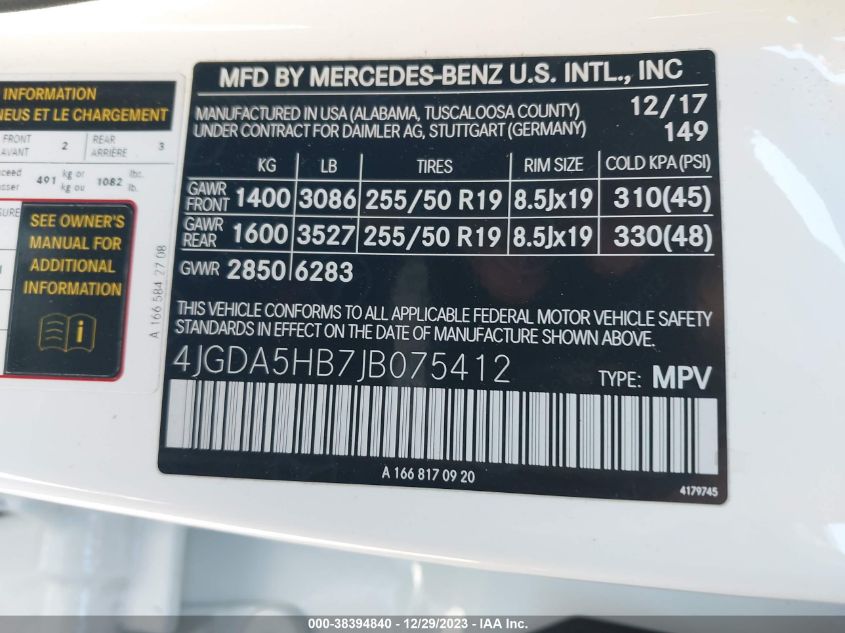 INFORMATION
NEUS ET LE CHARGEMENT
FRONT 2 REAR 3
AVANT ARRIÈRE
491 kg or 1082 lbs.
kg ou lb.
SEE OWNER'S
MANUAL FOR
ADDITIONAL
INFORMATION
A 166 584 27 08
MFD BY MERCEDES-BENZ U.S. INTL., INC
MANUFACTURED IN USA (ALABAMA, TUSCALOOSA COUNTY) 12/17
UNDER CONTRACT FOR DAIMLER AG, STUTTGART (GERMANY) 149
KG LB TIRES RIM SIZE COLD KPA (PSI)
GAWR FRONT 1400 3086 255/50 R19 8.5Jx19 310(45)
GAWR REAR 1600 3527 255/50 R19 8.5Jx19 330(48)
GVWR 2850 6283
THIS VEHICLE CONFORMS TO ALL APPLICABLE FEDERAL MOTOR VEHICLE SAFETY
STANDARDS IN EFFECT ON THE DATE OF MANUFACTURE SHOWN ABOVE.
4JGDA5HB7JB075412 TYPE: MPV
A 166 817 09 20
4179745
000-38394840 - 12/29/2023 - IAA Inc.